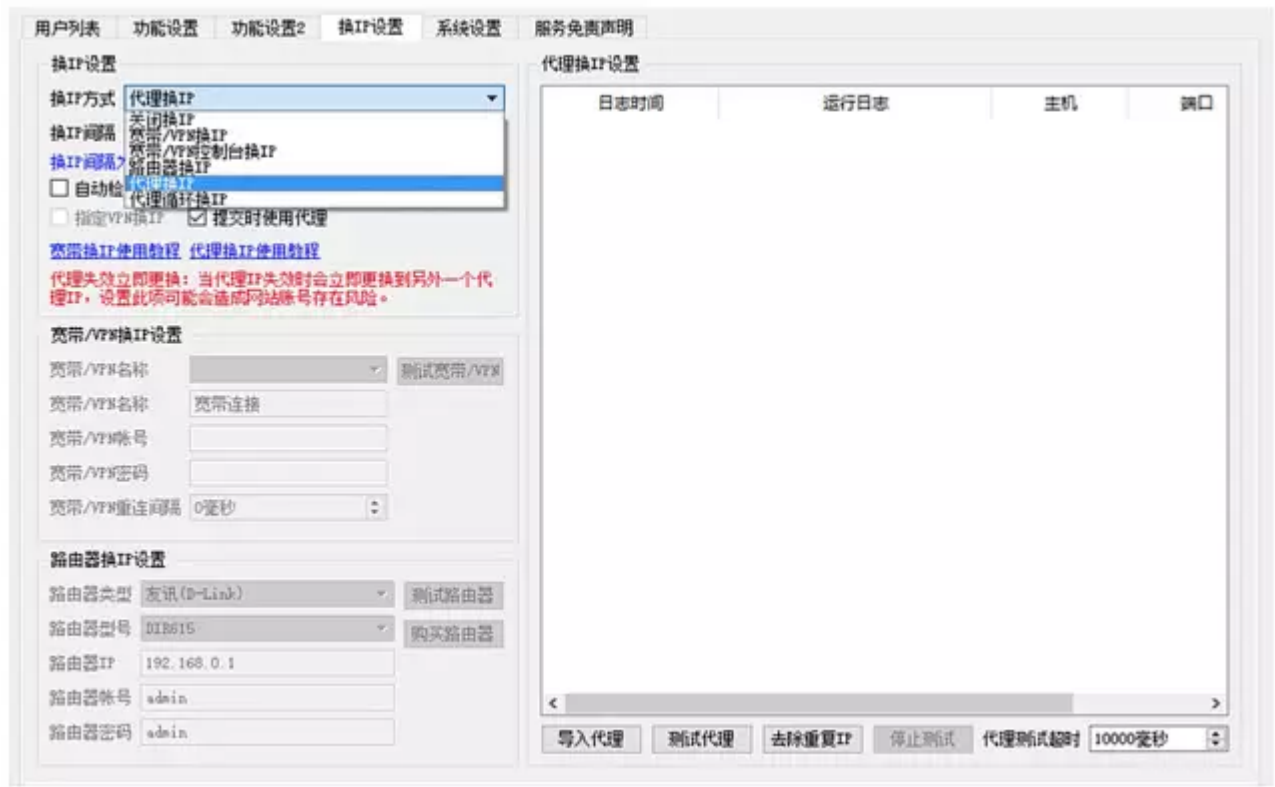 用户列表 功能设置 功能设置2 换IP设置 系统设置 服务免责声明
换IP设置
换IP方式 代理换IP
关闭换IP
宽带/VPN换IP
宽带/VPN控制台换IP
路由器换IP
代理换IP
代理循环换IP
换IP间隔
换IP间隔
自动检
指定VPN换IP 提交时使用代理
宽带换IP使用教程 代理换IP使用教程
代理失效立即更换：当代理IP失效时会立即更换到另外一个代
理IP，设置此项可能会造成网站账号存在风险。
宽带/VPN换IP设置
宽带/VPN名称 测试宽带/VPN
宽带/VPN名称 宽带连接
宽带/VPN帐号
宽带/VPN密码
宽带/VPN重连间隔 0毫秒
路由器换IP设置
路由器类型 友讯(D-Link) 测试路由器
路由器型号 DIR615 购买路由器
路由器IP 192.168.0.1
路由器帐号 admin
路由器密码 admin
代理换IP设置
日志时间 运行日志 主机 端口
导入代理 测试代理 去除重复IP 停止测试 代理测试超时 10000毫秒